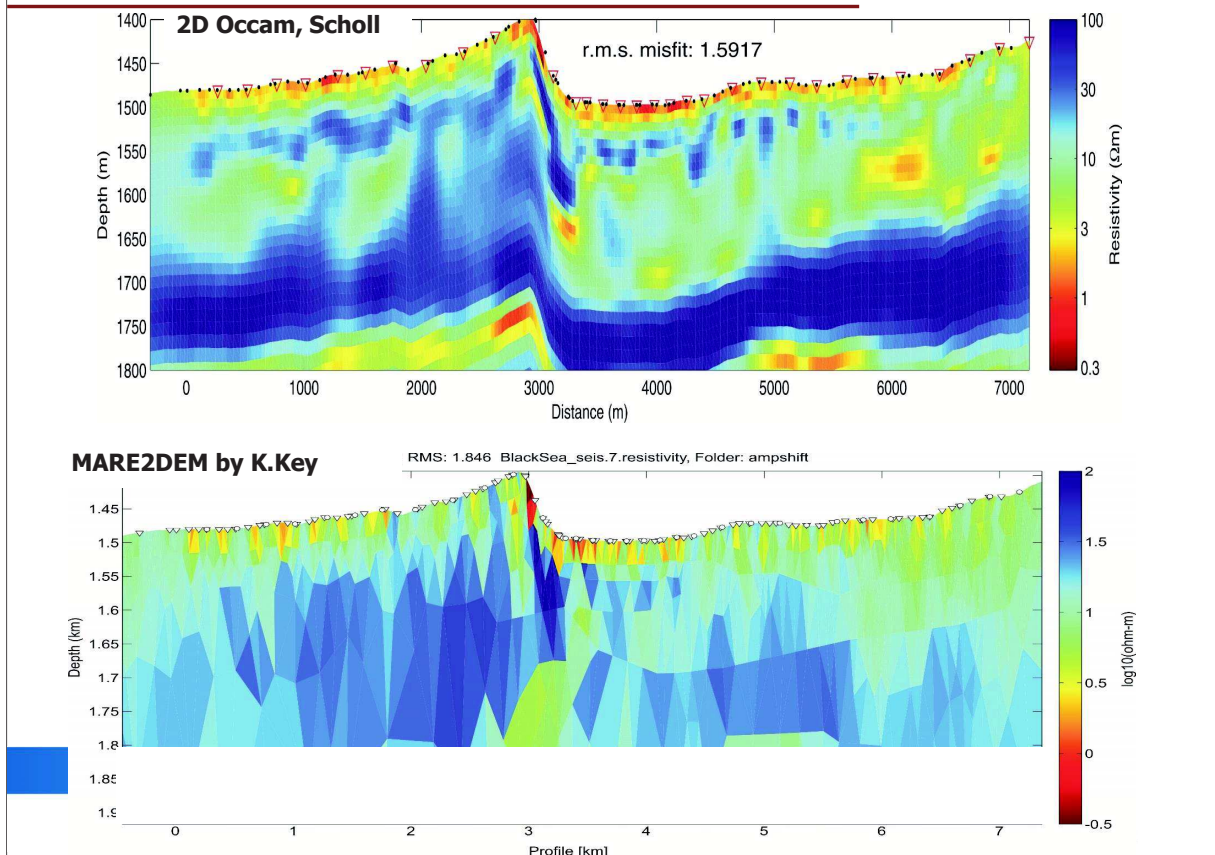 2D Occam, Scholl
r.m.s. misfit: 1.5917
1400
1450
1500
1550
1600
1650
1700
1750
1800
Depth (m)
0 1000 2000 3000 4000 5000 6000 7000
Distance (m)
100
30
10
3
1
0.3
Resistivity (Ωm)
MARE2DEM by K.Key
RMS: 1.846 BlackSea_seis.7.resistivity, Folder: ampshift
1.45
1.5
1.55
1.6
1.65
1.7
1.75
1.8
1.85
1.9
Depth (km)
0 1 2 3 4 5 6 7
Profile [km]
2
1.5
1
0.5
0
-0.5
log10(ohm-m)